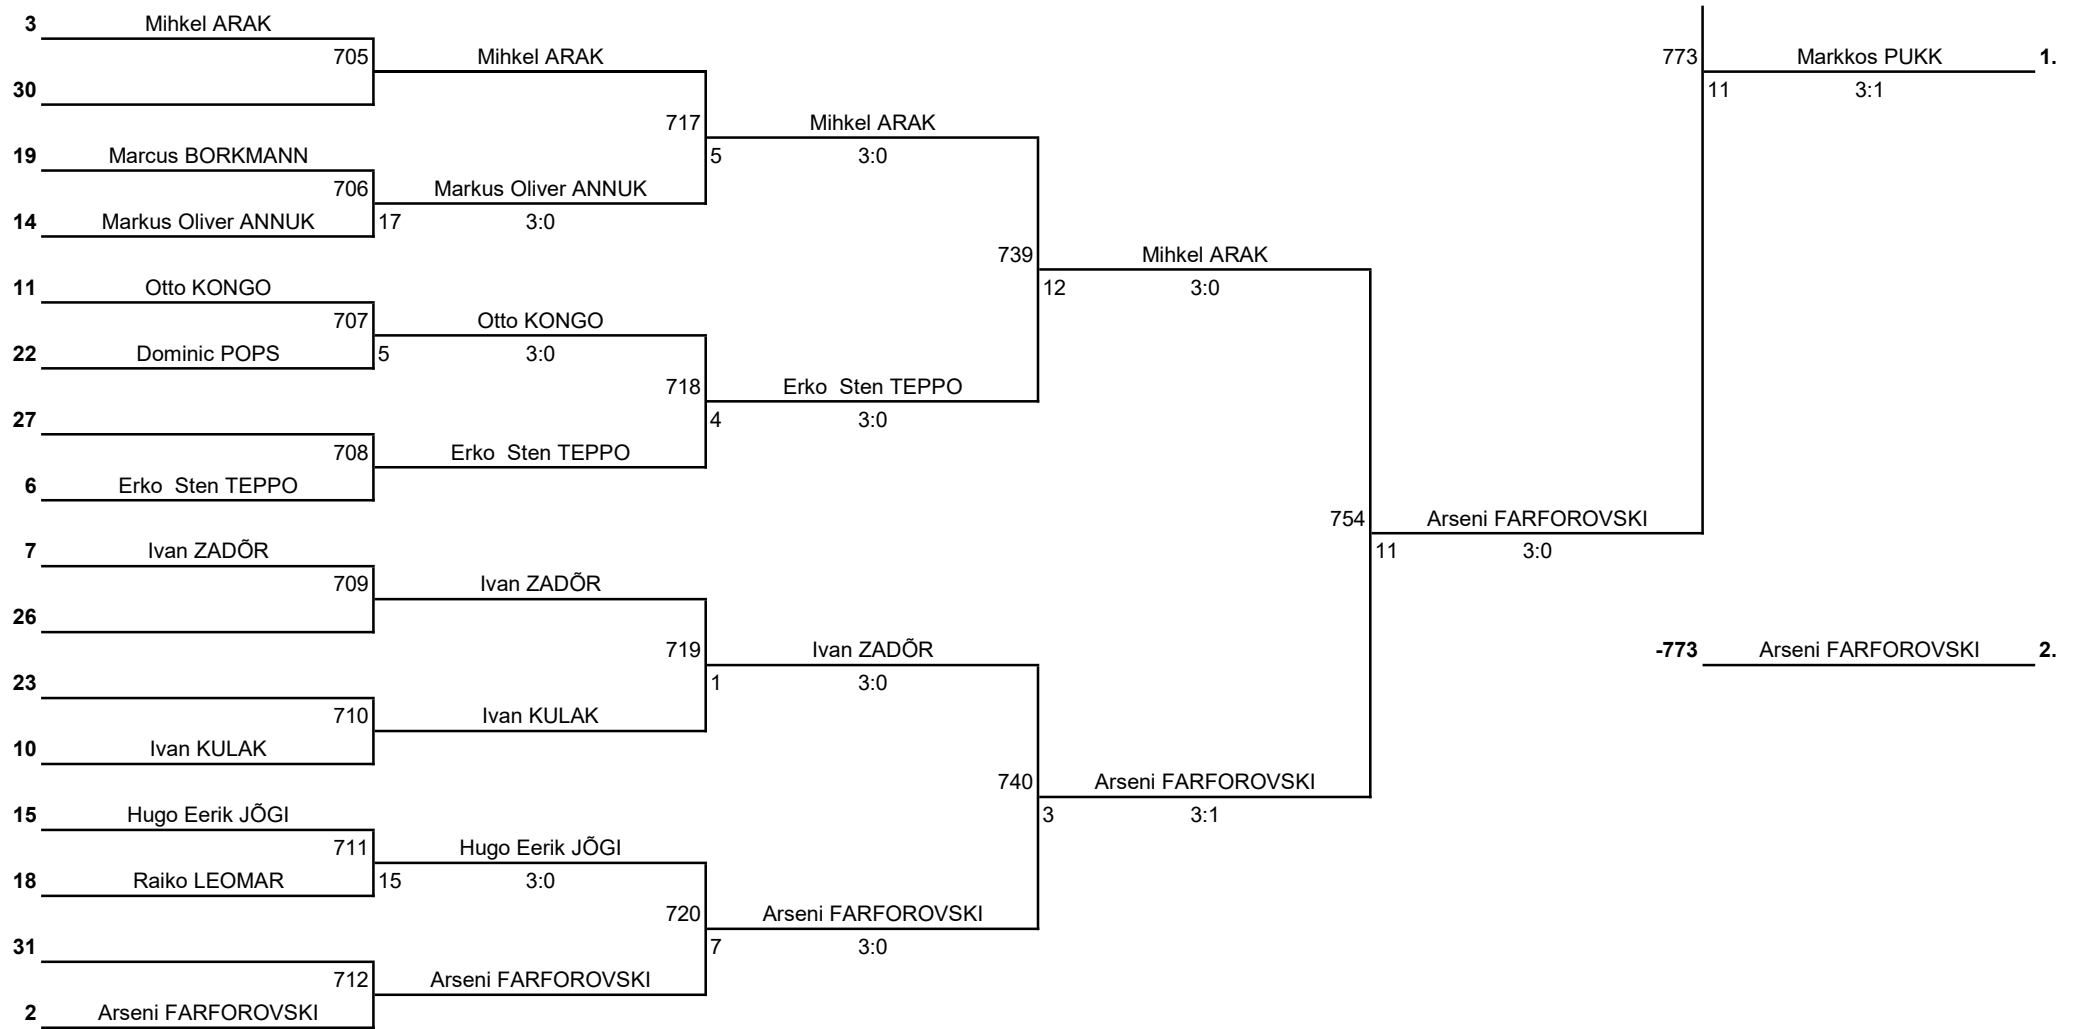 3 Mihkel ARAK
705 Mihkel ARAK 773 Markkos PUKK 1.
30 11 3:1
717 Mihkel ARAK
19 Marcus BORKMANN 5 3:0
706 Markus Oliver ANNUK
14 Markus Oliver ANNUK 17 3:0
739 Mihkel ARAK
11 Otto KONGO 12 3:0
707 Otto KONGO
22 Dominic POPS 5 3:0
718 Erko  Sten TEPPO
27 4 3:0
708 Erko  Sten TEPPO
6 Erko  Sten TEPPO
754 Arseni FARFOROVSKI
7 Ivan ZADÕR 11 3:0
709 Ivan ZADÕR
26
719 Ivan ZADÕR -773 Arseni FARFOROVSKI 2.
23 1 3:0
710 Ivan KULAK
10 Ivan KULAK
740 Arseni FARFOROVSKI
15 Hugo Eerik JÕGI 3 3:1
711 Hugo Eerik JÕGI
18 Raiko LEOMAR 15 3:0
720 Arseni FARFOROVSKI
31 7 3:0
712 Arseni FARFOROVSKI
2 Arseni FARFOROVSKI